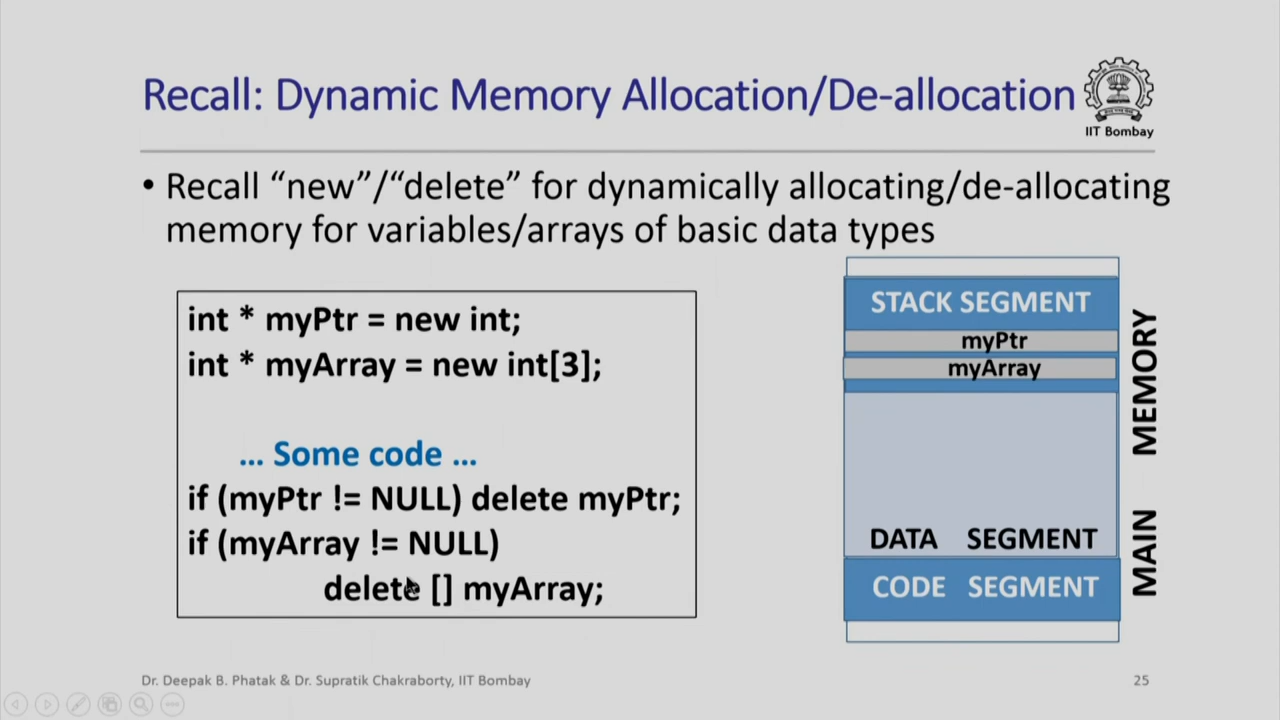 Recall: Dynamic Memory Allocation/De-allocation
IIT Bombay
• Recall “new”/“delete” for dynamically allocating/de-allocating
memory for variables/arrays of basic data types
int * myPtr = new int;
int * myArray = new int[3];
... Some code ...
if (myPtr != NULL) delete myPtr;
if (myArray != NULL)
delete [] myArray;
STACK SEGMENT
myPtr
myArray
DATA SEGMENT
CODE SEGMENT
MAIN MEMORY
Dr. Deepak B. Phatak & Dr. Supratik Chakraborty, IIT Bombay
25